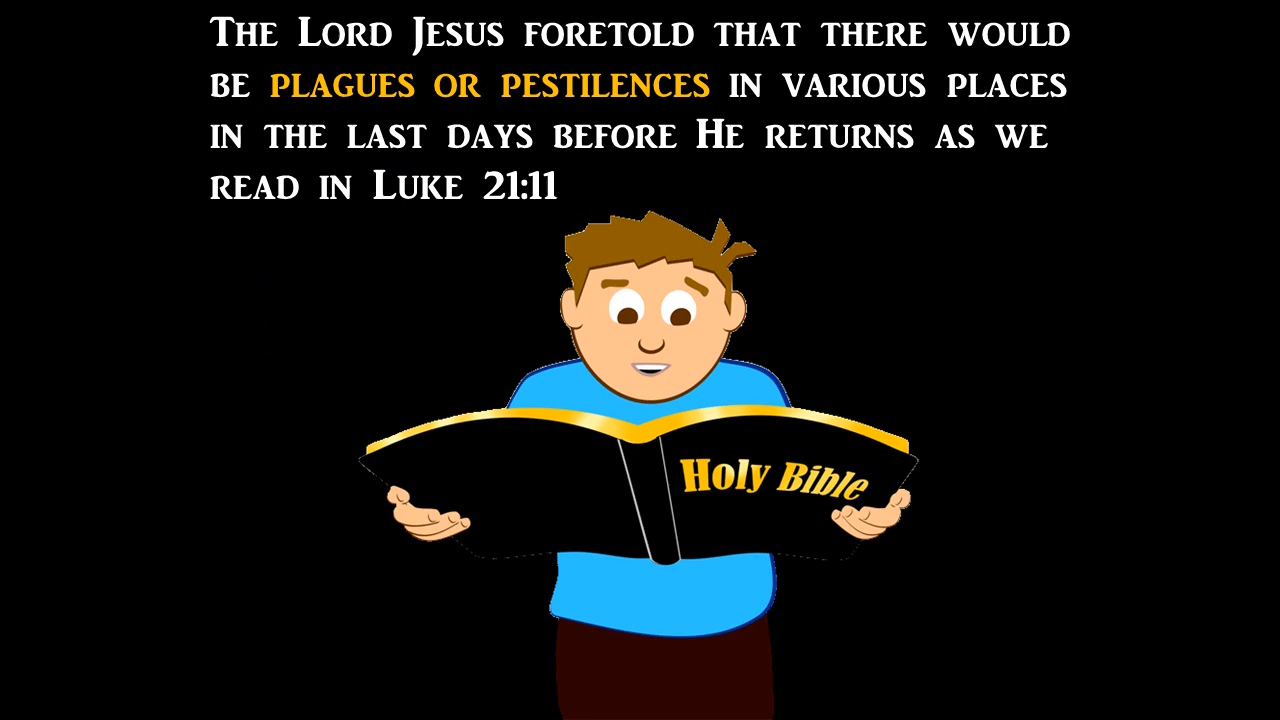 The Lord Jesus foretold that there would
be plagues or pestilences in various places
in the last days before He returns as we
read in Luke 21:11
Holy Bible